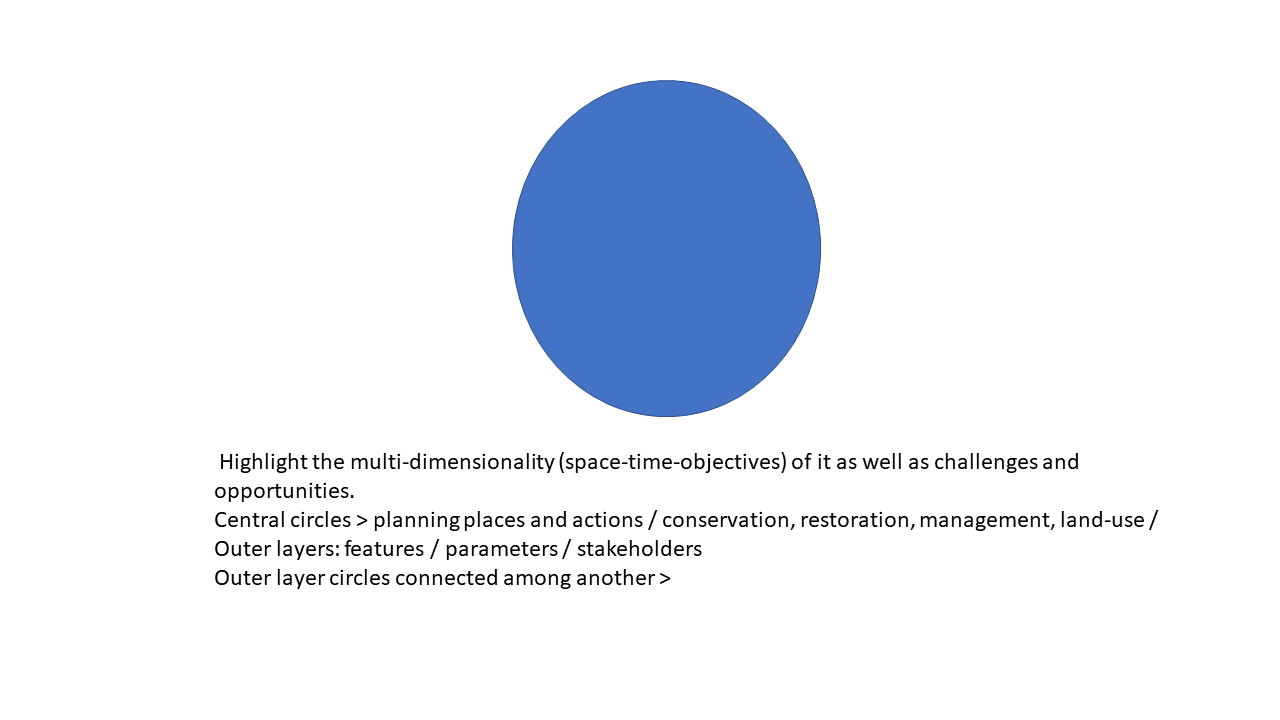 Highlight the multi-dimensionality (space-time-objectives) of it as well as challenges and
opportunities.
Central circles > planning places and actions / conservation, restoration, management, land-use /
Outer layers: features / parameters / stakeholders
Outer layer circles connected among another >